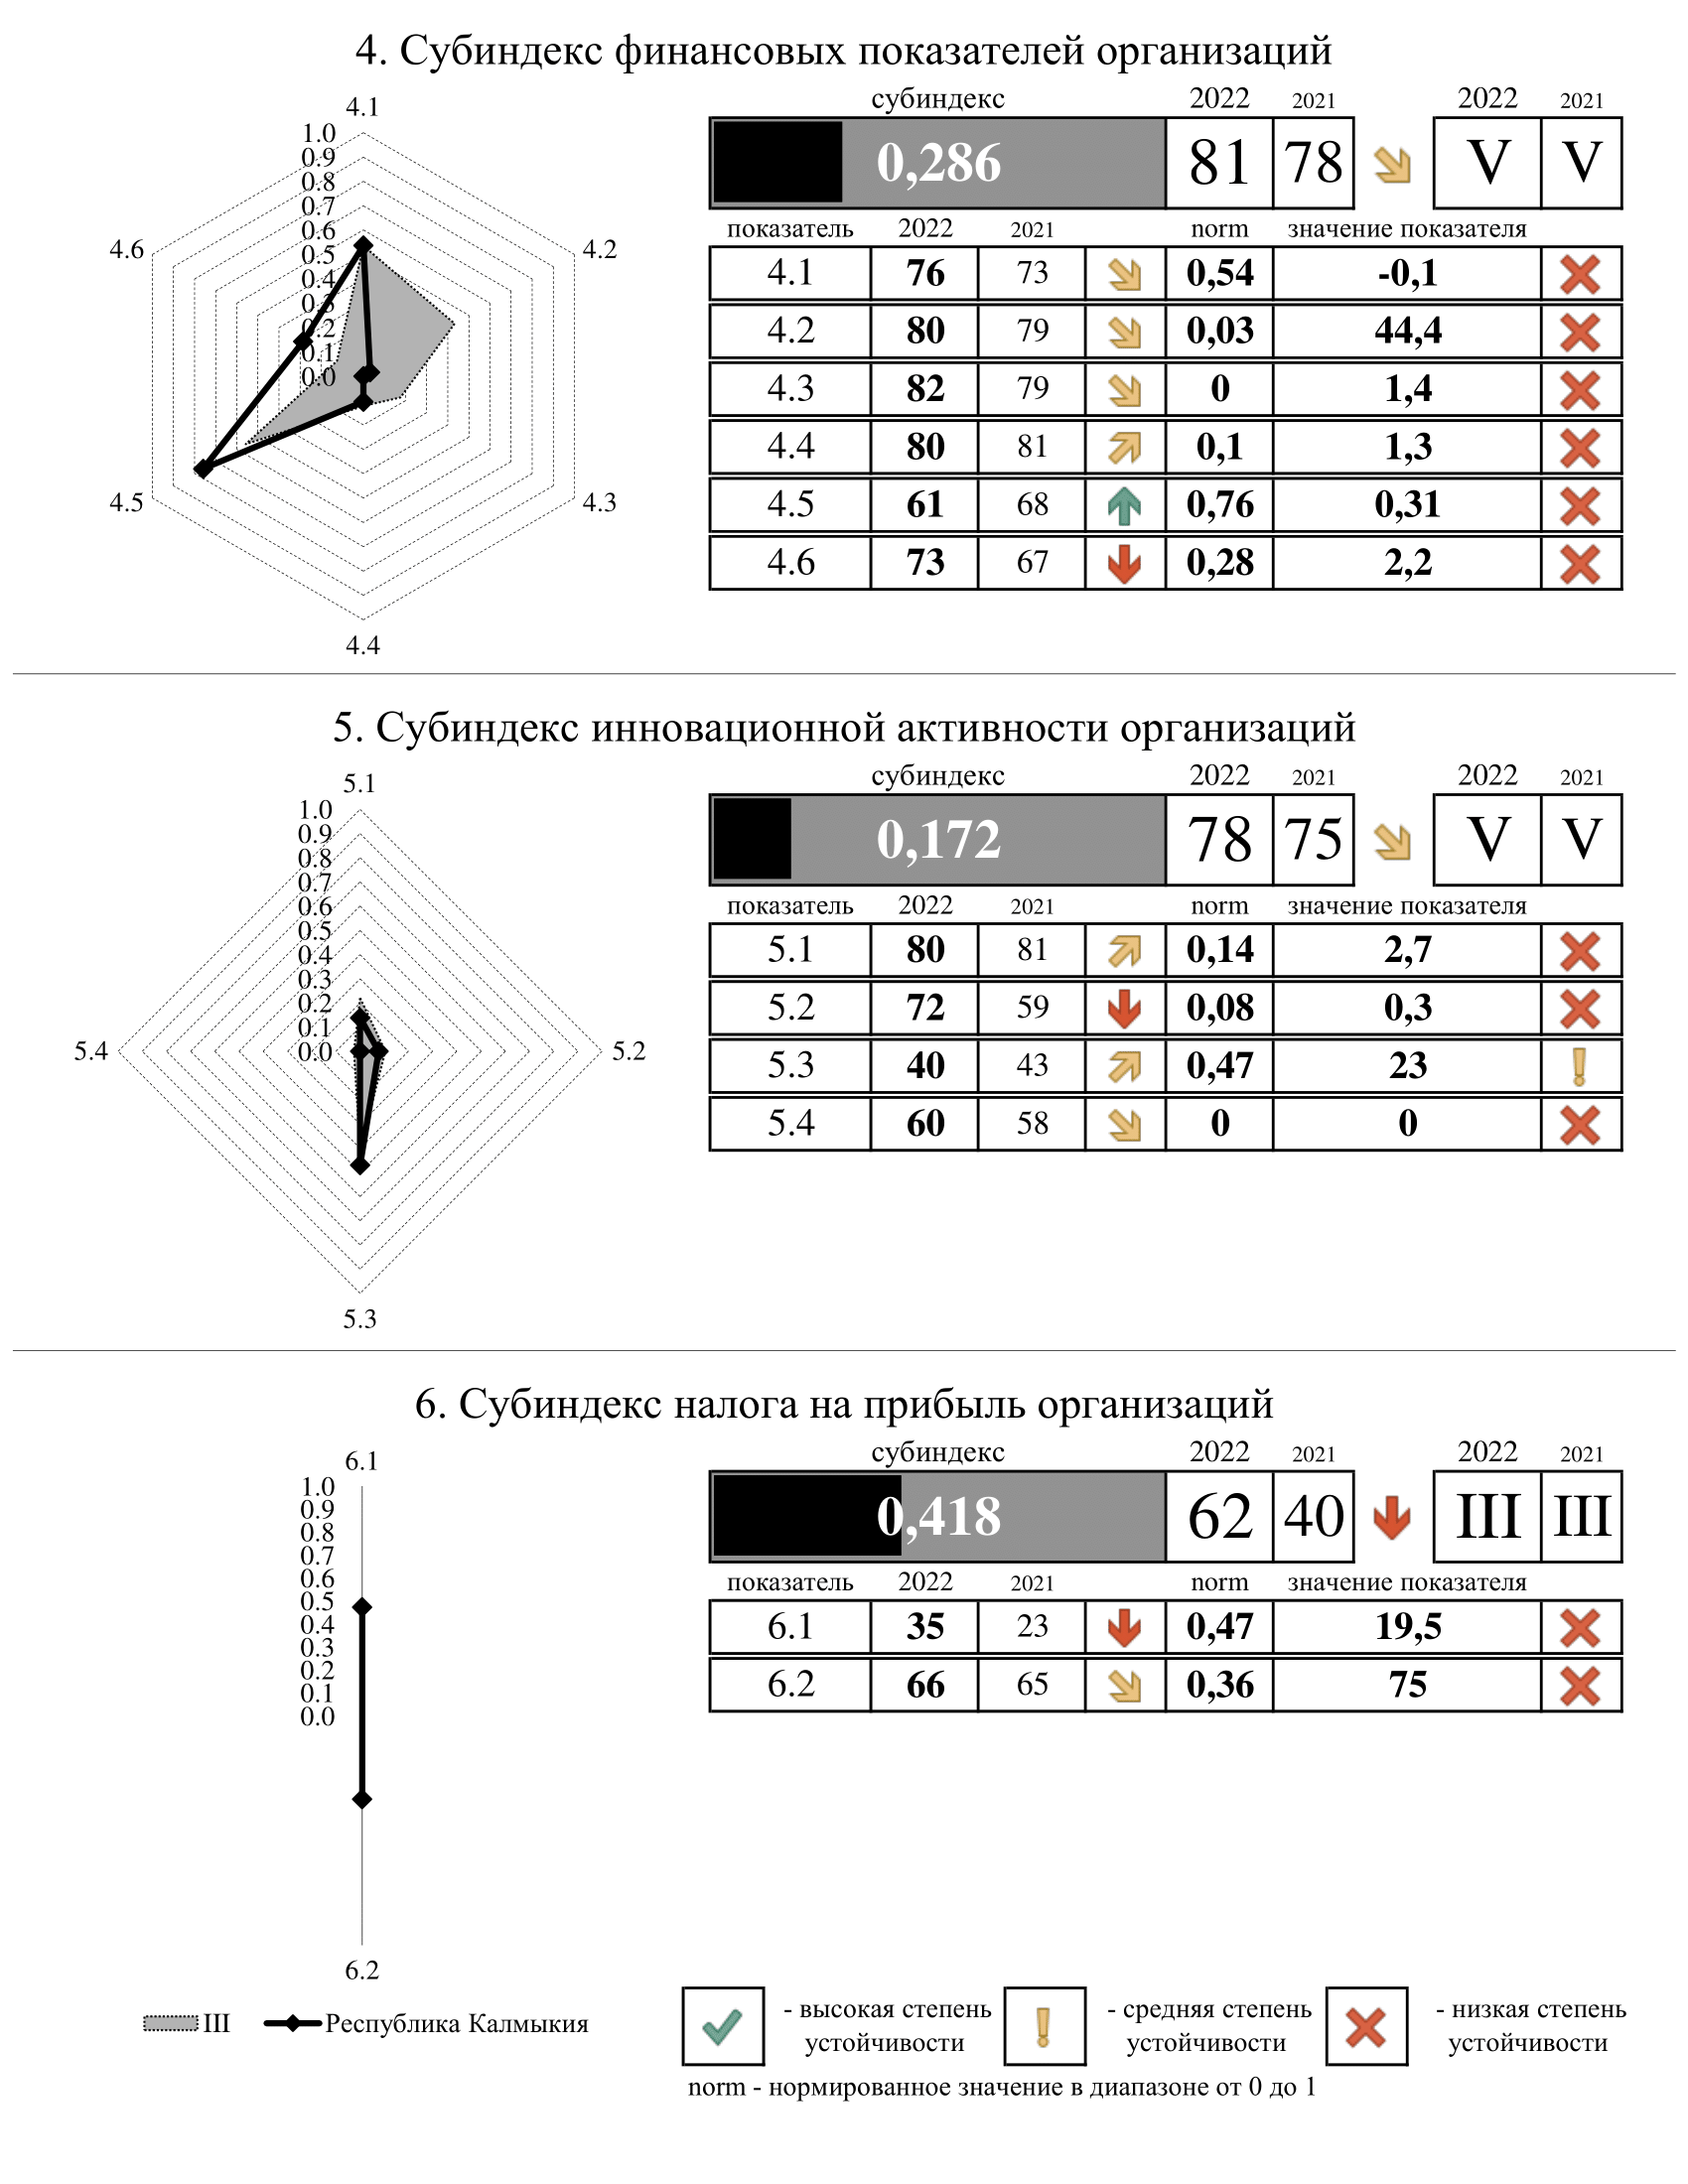 4. Субиндекс финансовых показателей организаций
4.1
1.0
0.9
0.8
0.7
0.6
0.5
0.4
0.3
0.2
0.1
0.0
4.2
4.3
4.4
4.5
4.6
субиндекс 2022 2021 2022 2021
0,286 81 78 V V
показатель 2022 2021 norm значение показателя
4.1 76 73 0,54 -0,1
4.2 80 79 0,03 44,4
4.3 82 79 0 1,4
4.4 80 81 0,1 1,3
4.5 61 68 0,76 0,31
4.6 73 67 0,28 2,2
5. Субиндекс инновационной активности организаций
5.1
1.0
0.9
0.8
0.7
0.6
0.5
0.4
0.3
0.2
0.1
0.0
5.2
5.3
5.4
субиндекс 2022 2021 2022 2021
0,172 78 75 V V
показатель 2022 2021 norm значение показателя
5.1 80 81 0,14 2,7
5.2 72 59 0,08 0,3
5.3 40 43 0,47 23
5.4 60 58 0 0
6. Субиндекс налога на прибыль организаций
6.1
1.0
0.9
0.8
0.7
0.6
0.5
0.4
0.3
0.2
0.1
0.0
6.2
субиндекс 2022 2021 2022 2021
0,418 62 40 III III
показатель 2022 2021 norm значение показателя
6.1 35 23 0,47 19,5
6.2 66 65 0,36 75
III Республика Калмыкия
- высокая степень
устойчивости
- средняя степень
устойчивости
- низкая степень
устойчивости
norm - нормированное значение в диапазоне от 0 до 1